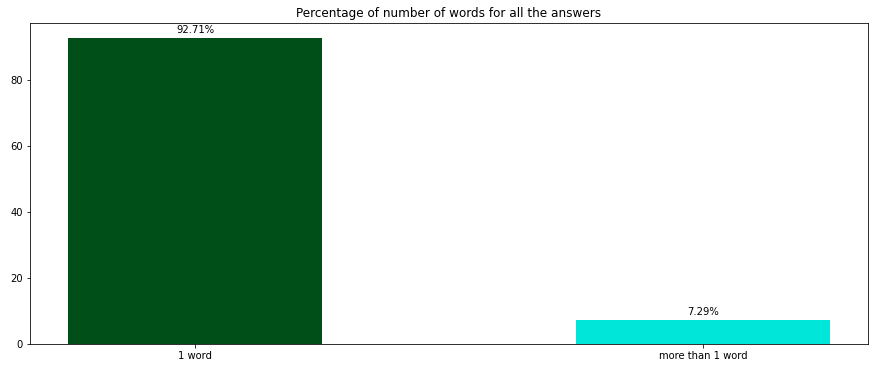 Percentage of number of words for all the answers
92.71%
80
60
40
20
7.29%
0
1 word
more than 1 word